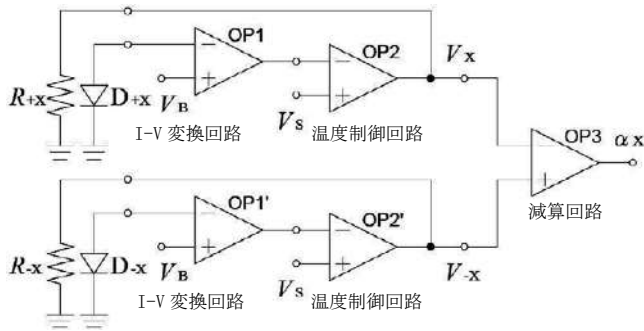 OP1
OP2
Vx
R+x
D+x
VB
VS
I-V 変換回路
温度制御回路
OP3
αx
減算回路
OP1'
OP2'
R-x
D-x
VB
VS
V-x
I-V 変換回路
温度制御回路